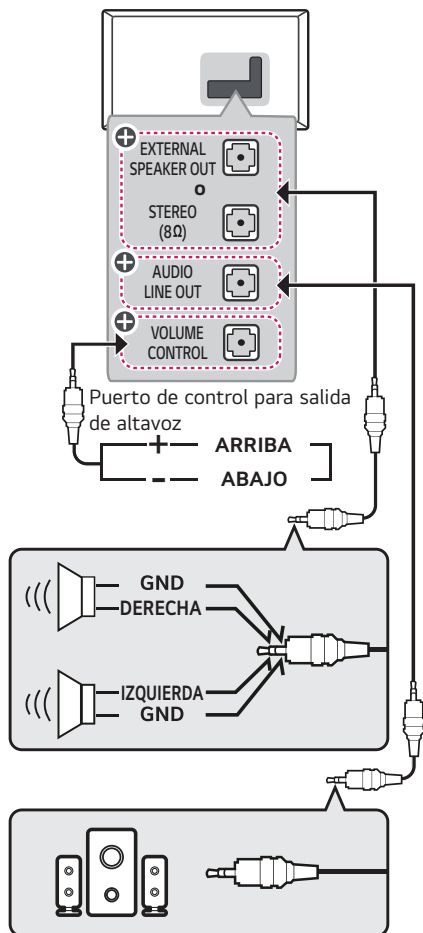 EXTERNAL
SPEAKER OUT
o
STEREO
(8Ω)
AUDIO
LINE OUT
VOLUME
CONTROL
Puerto de control para salida
de altavoz
+ ARRIBA
- ABAJO
GND
DERECHA
IZQUIERDA
GND